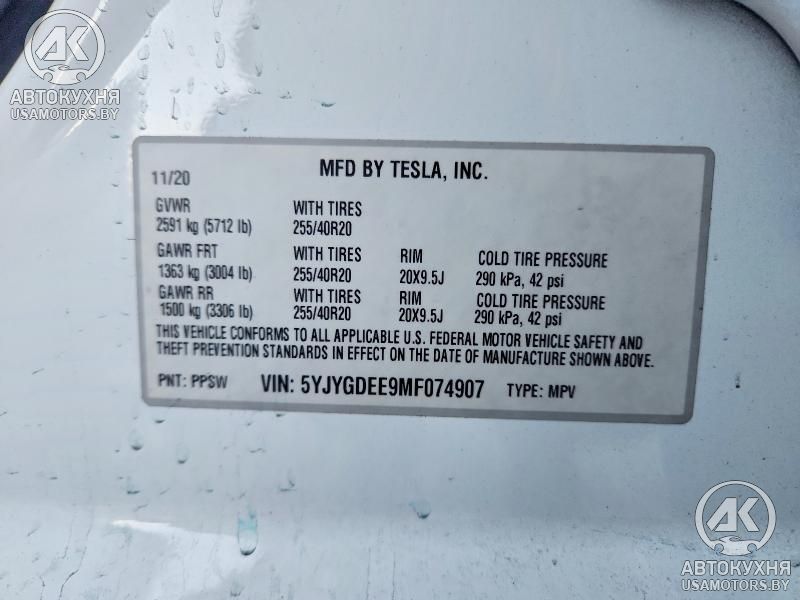 AK
АВТОКУХНЯ
USAMOTORS.BY
MFD BY TESLA, INC.
11/20
GVWR WITH TIRES
2591 kg (5712 lb) 255/40R20
GAWR FRT WITH TIRES RIM COLD TIRE PRESSURE
1363 kg (3004 lb) 255/40R20 20X9.5J 290 kPa, 42 psi
GAWR RR WITH TIRES RIM COLD TIRE PRESSURE
1500 kg (3306 lb) 255/40R20 20X9.5J 290 kPa, 42 psi
THIS VEHICLE CONFORMS TO ALL APPLICABLE U.S. FEDERAL MOTOR VEHICLE SAFETY AND
THEFT PREVENTION STANDARDS IN EFFECT ON THE DATE OF MANUFACTURE SHOWN ABOVE.
PNT: PPSW VIN: 5YJYGDEE9MF074907 TYPE: MPV
AK
АВТОКУХНЯ
USAMOTORS.BY